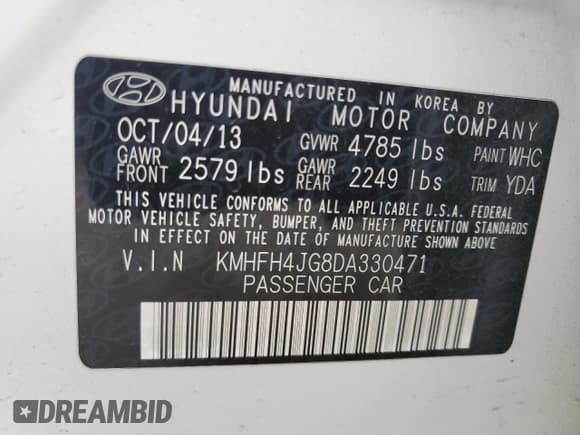 MANUFACTURED IN KOREA BY
HYUNDAI MOTOR COMPANY
OCT/04/13 GVWR 4785 lbs PAINT WHC
GAWR FRONT 2579 lbs GAWR REAR 2249 lbs TRIM YDA
THIS VEHICLE CONFORMS TO ALL APPLICABLE U.S.A. FEDERAL
MOTOR VEHICLE SAFETY, BUMPER, AND THEFT PREVENTION STANDARDS
IN EFFECT ON THE DATE OF MANUFACTURE SHOWN ABOVE
V.I.N KMHFH4JG8DA330471
PASSENGER CAR
DREAMBID